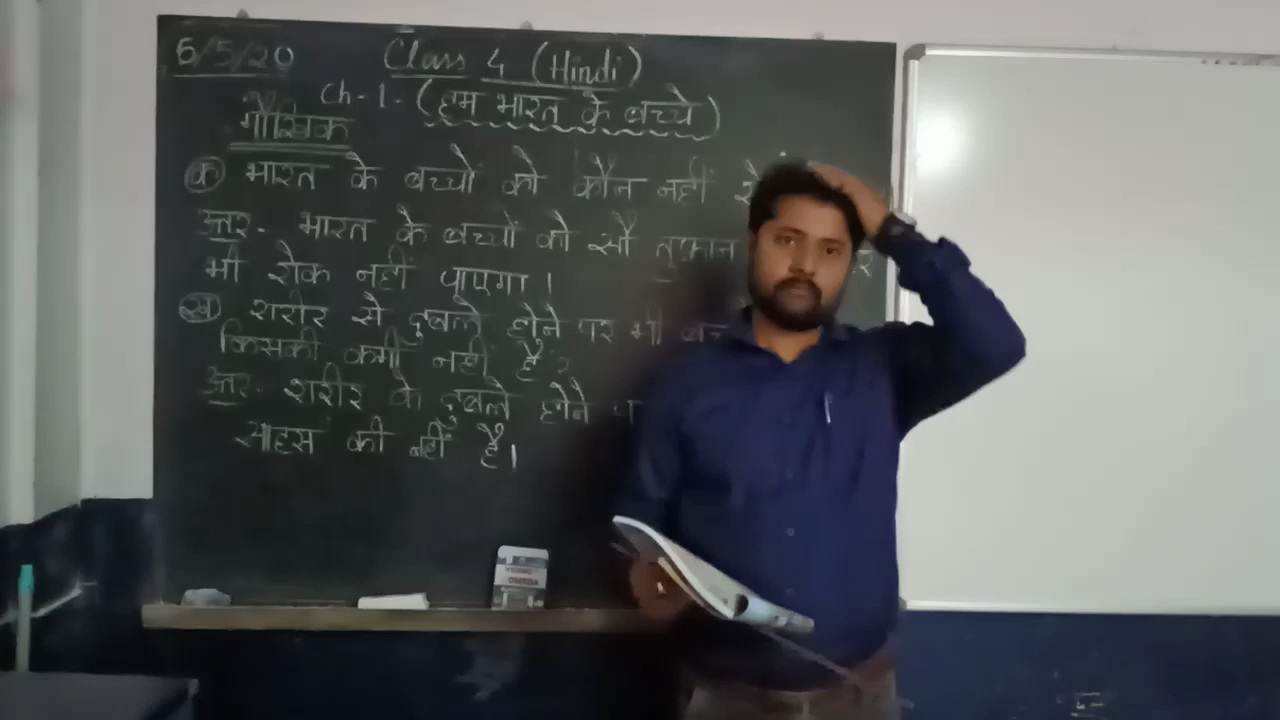 6/5/20 Class 4 (Hindi)
Ch-1- (हम भारत के बच्चे)
मौखिक
(क) भारत के बच्चों को कौन नहीं
उत्तर- भारत के बच्चों को सौ तुफान
भी रोक नहीं पाएगा ।
(ख) शरीर से दुबले होने पर भी
किसकी कमी नहीं है ?
उत्तर- शरीर के दुबले होने
साहस की नहीं है ।